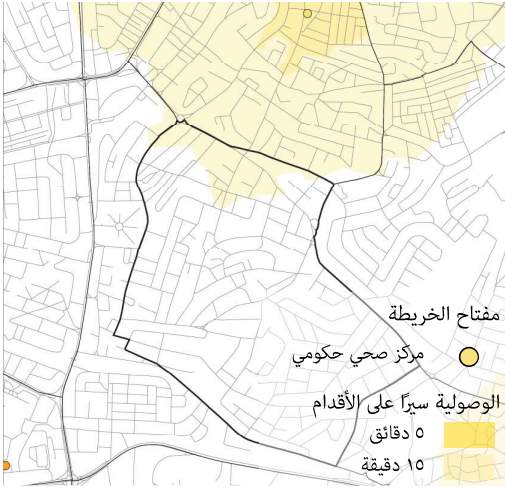 مفتاح الخريطة
مركز صحي حكومي
الوصولية سيرًا على الأقدام
٥ دقائق
١٥ دقيقة